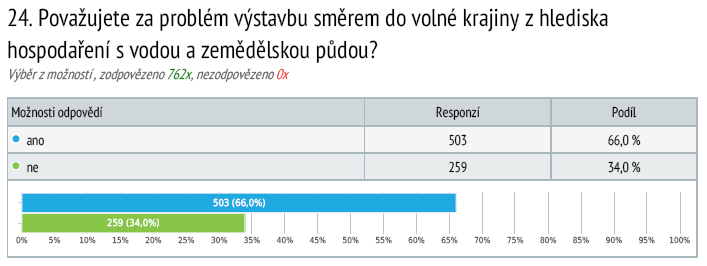 24. Považujete za problém výstavbu směrem do volné krajiny z hlediska
hospodaření s vodou a zemědělskou půdou?
Výběr z možností , zodpovězeno 762x, nezodpovězeno 0x
Možnosti odpovědí Responzí Podíl
ano 503 66,0 %
ne 259 34,0 %
503 (66,0%)
259 (34,0%)
0% 5% 10% 15% 20% 25% 30% 35% 40% 45% 50% 55% 60% 65% 70% 75% 80% 85% 90% 95% 100%